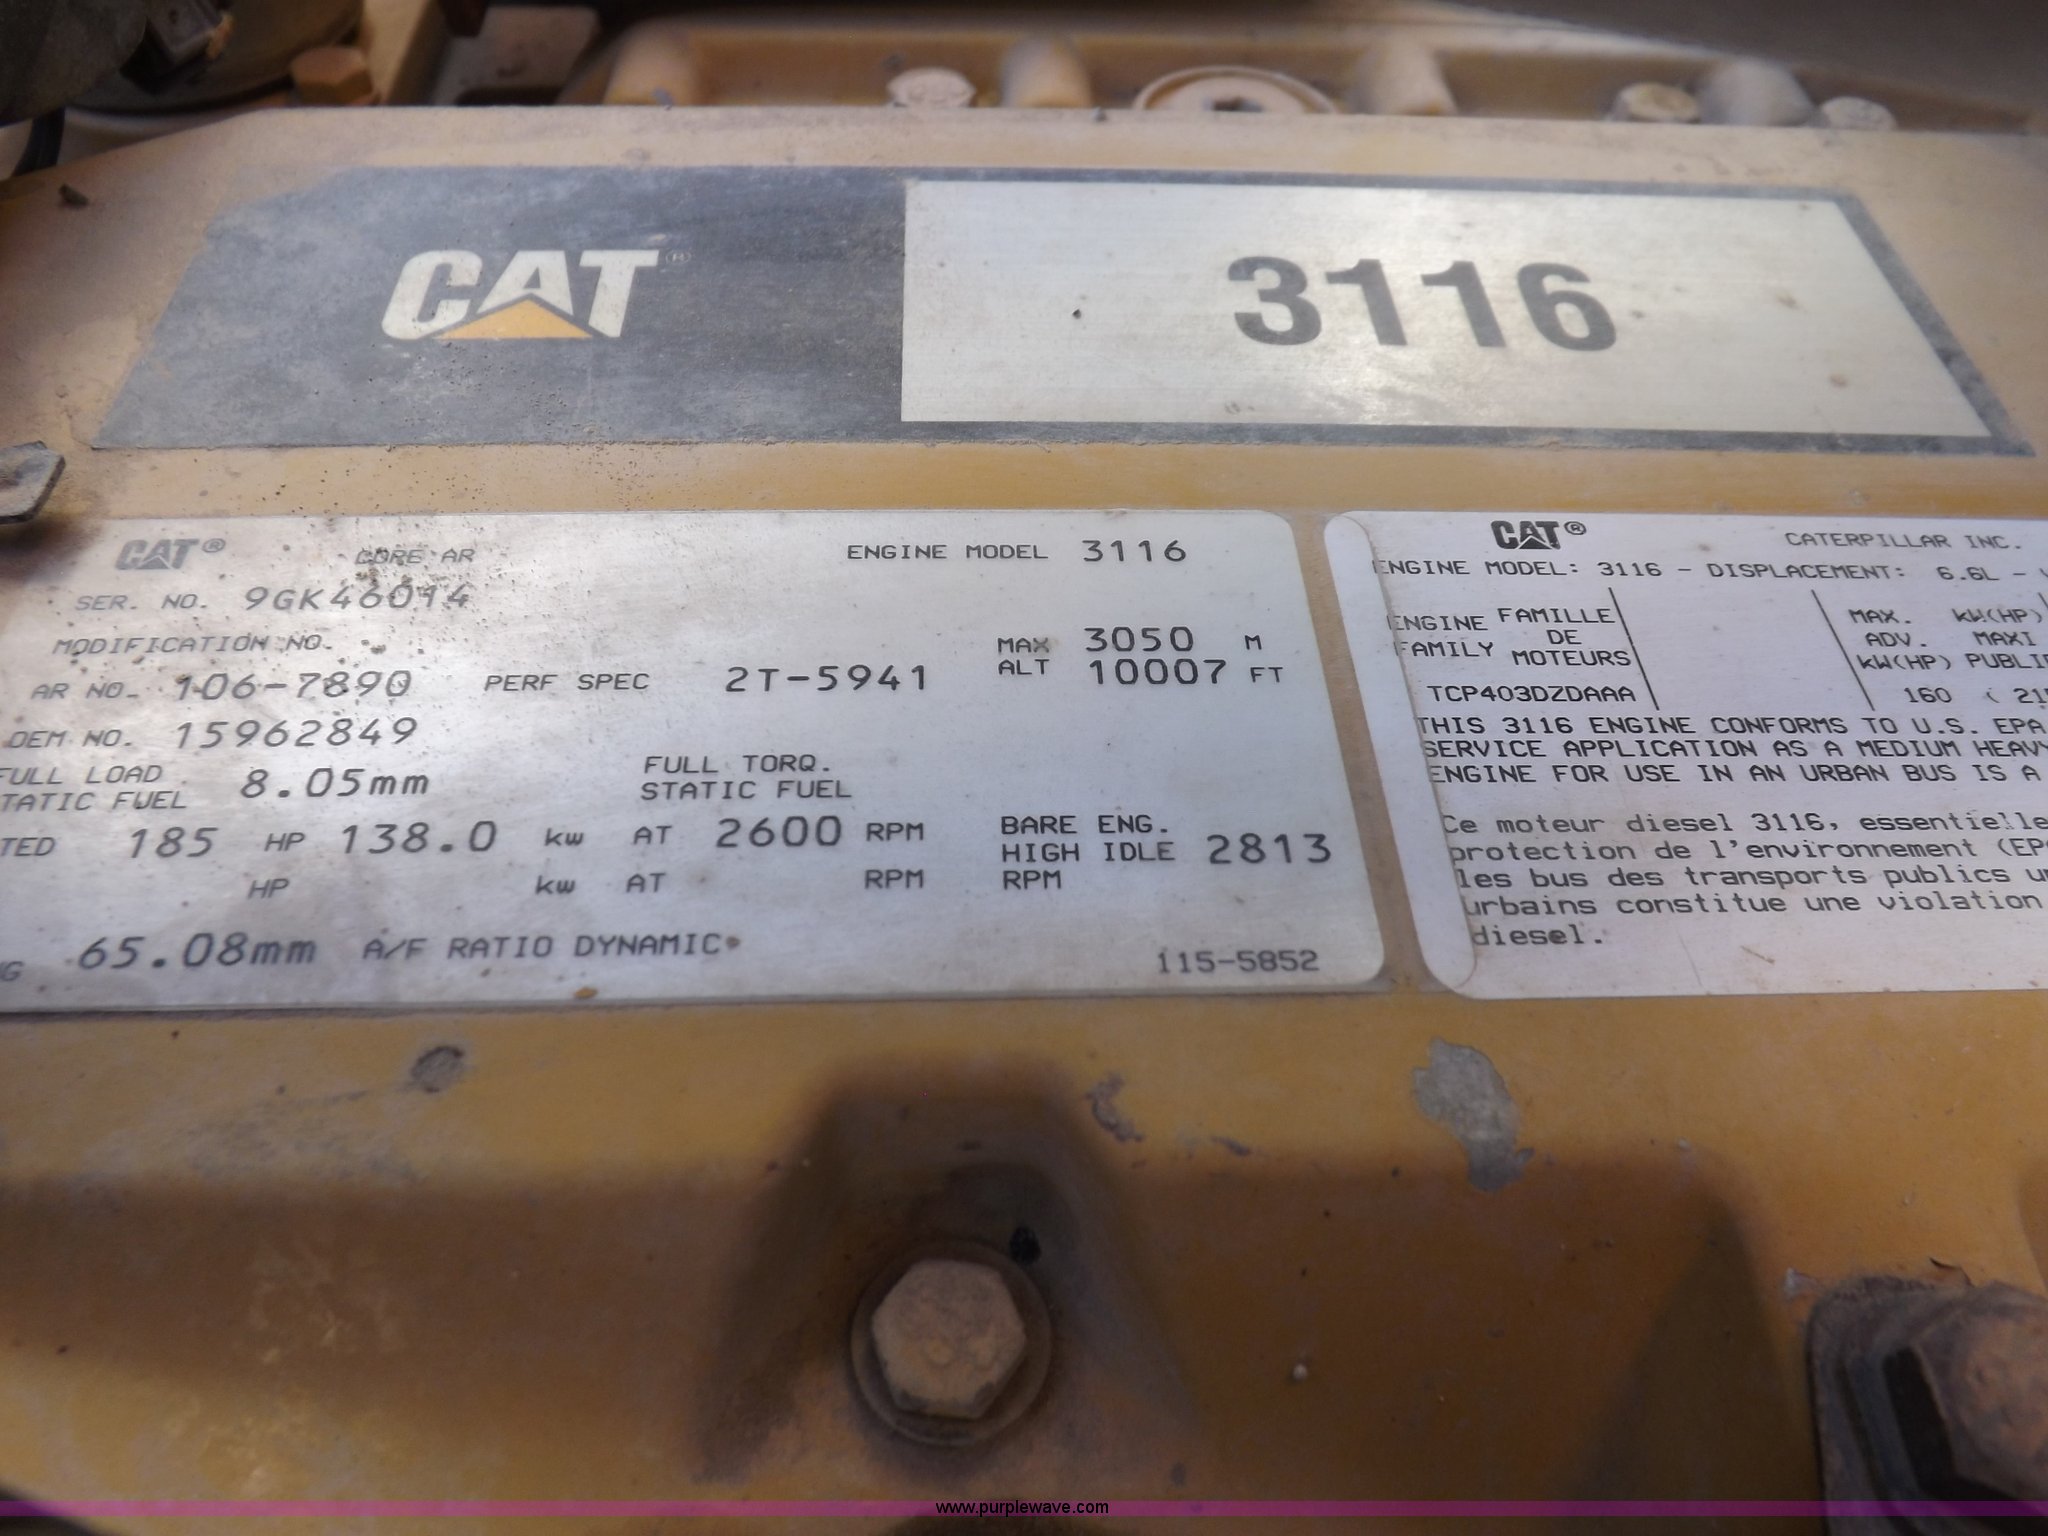 CAT®
3116
CAT® CORE AR ENGINE MODEL 3116
SER. NO. 9GK46014
MODIFICATION NO.
MAX ALT 3050 M
10007 FT
AR NO. 106-7890 PERF SPEC 2T-5941
OEM NO. 15962849
FULL LOAD
TATIC FUEL 8.05mm
FULL TORQ.
STATIC FUEL
TED 185 HP 138.0 kw AT 2600 RPM
HP kw AT RPM
BARE ENG.
HIGH IDLE 2813
RPM
G 65.08mm A/F RATIO DYNAMIC
115-5852
CAT® CATERPILLAR INC.
ENGINE MODEL: 3116 - DISPLACEMENT: 6.6L -
ENGINE FAMILY
FAMILLE DE MOTEURS
MAX. ADV. kW(HP)
kW(HP) MAXI PUBLI
TCP403DZDAAA 160 ( 21
THIS 3116 ENGINE CONFORMS TO U.S. EPA
SERVICE APPLICATION AS A MEDIUM HEAVY
ENGINE FOR USE IN AN URBAN BUS IS A
Ce moteur diesel 3116, essentielle
protection de l'environnement (EP
les bus des transports publics u
urbains constitue une violation
diesel.
www.purplewave.com